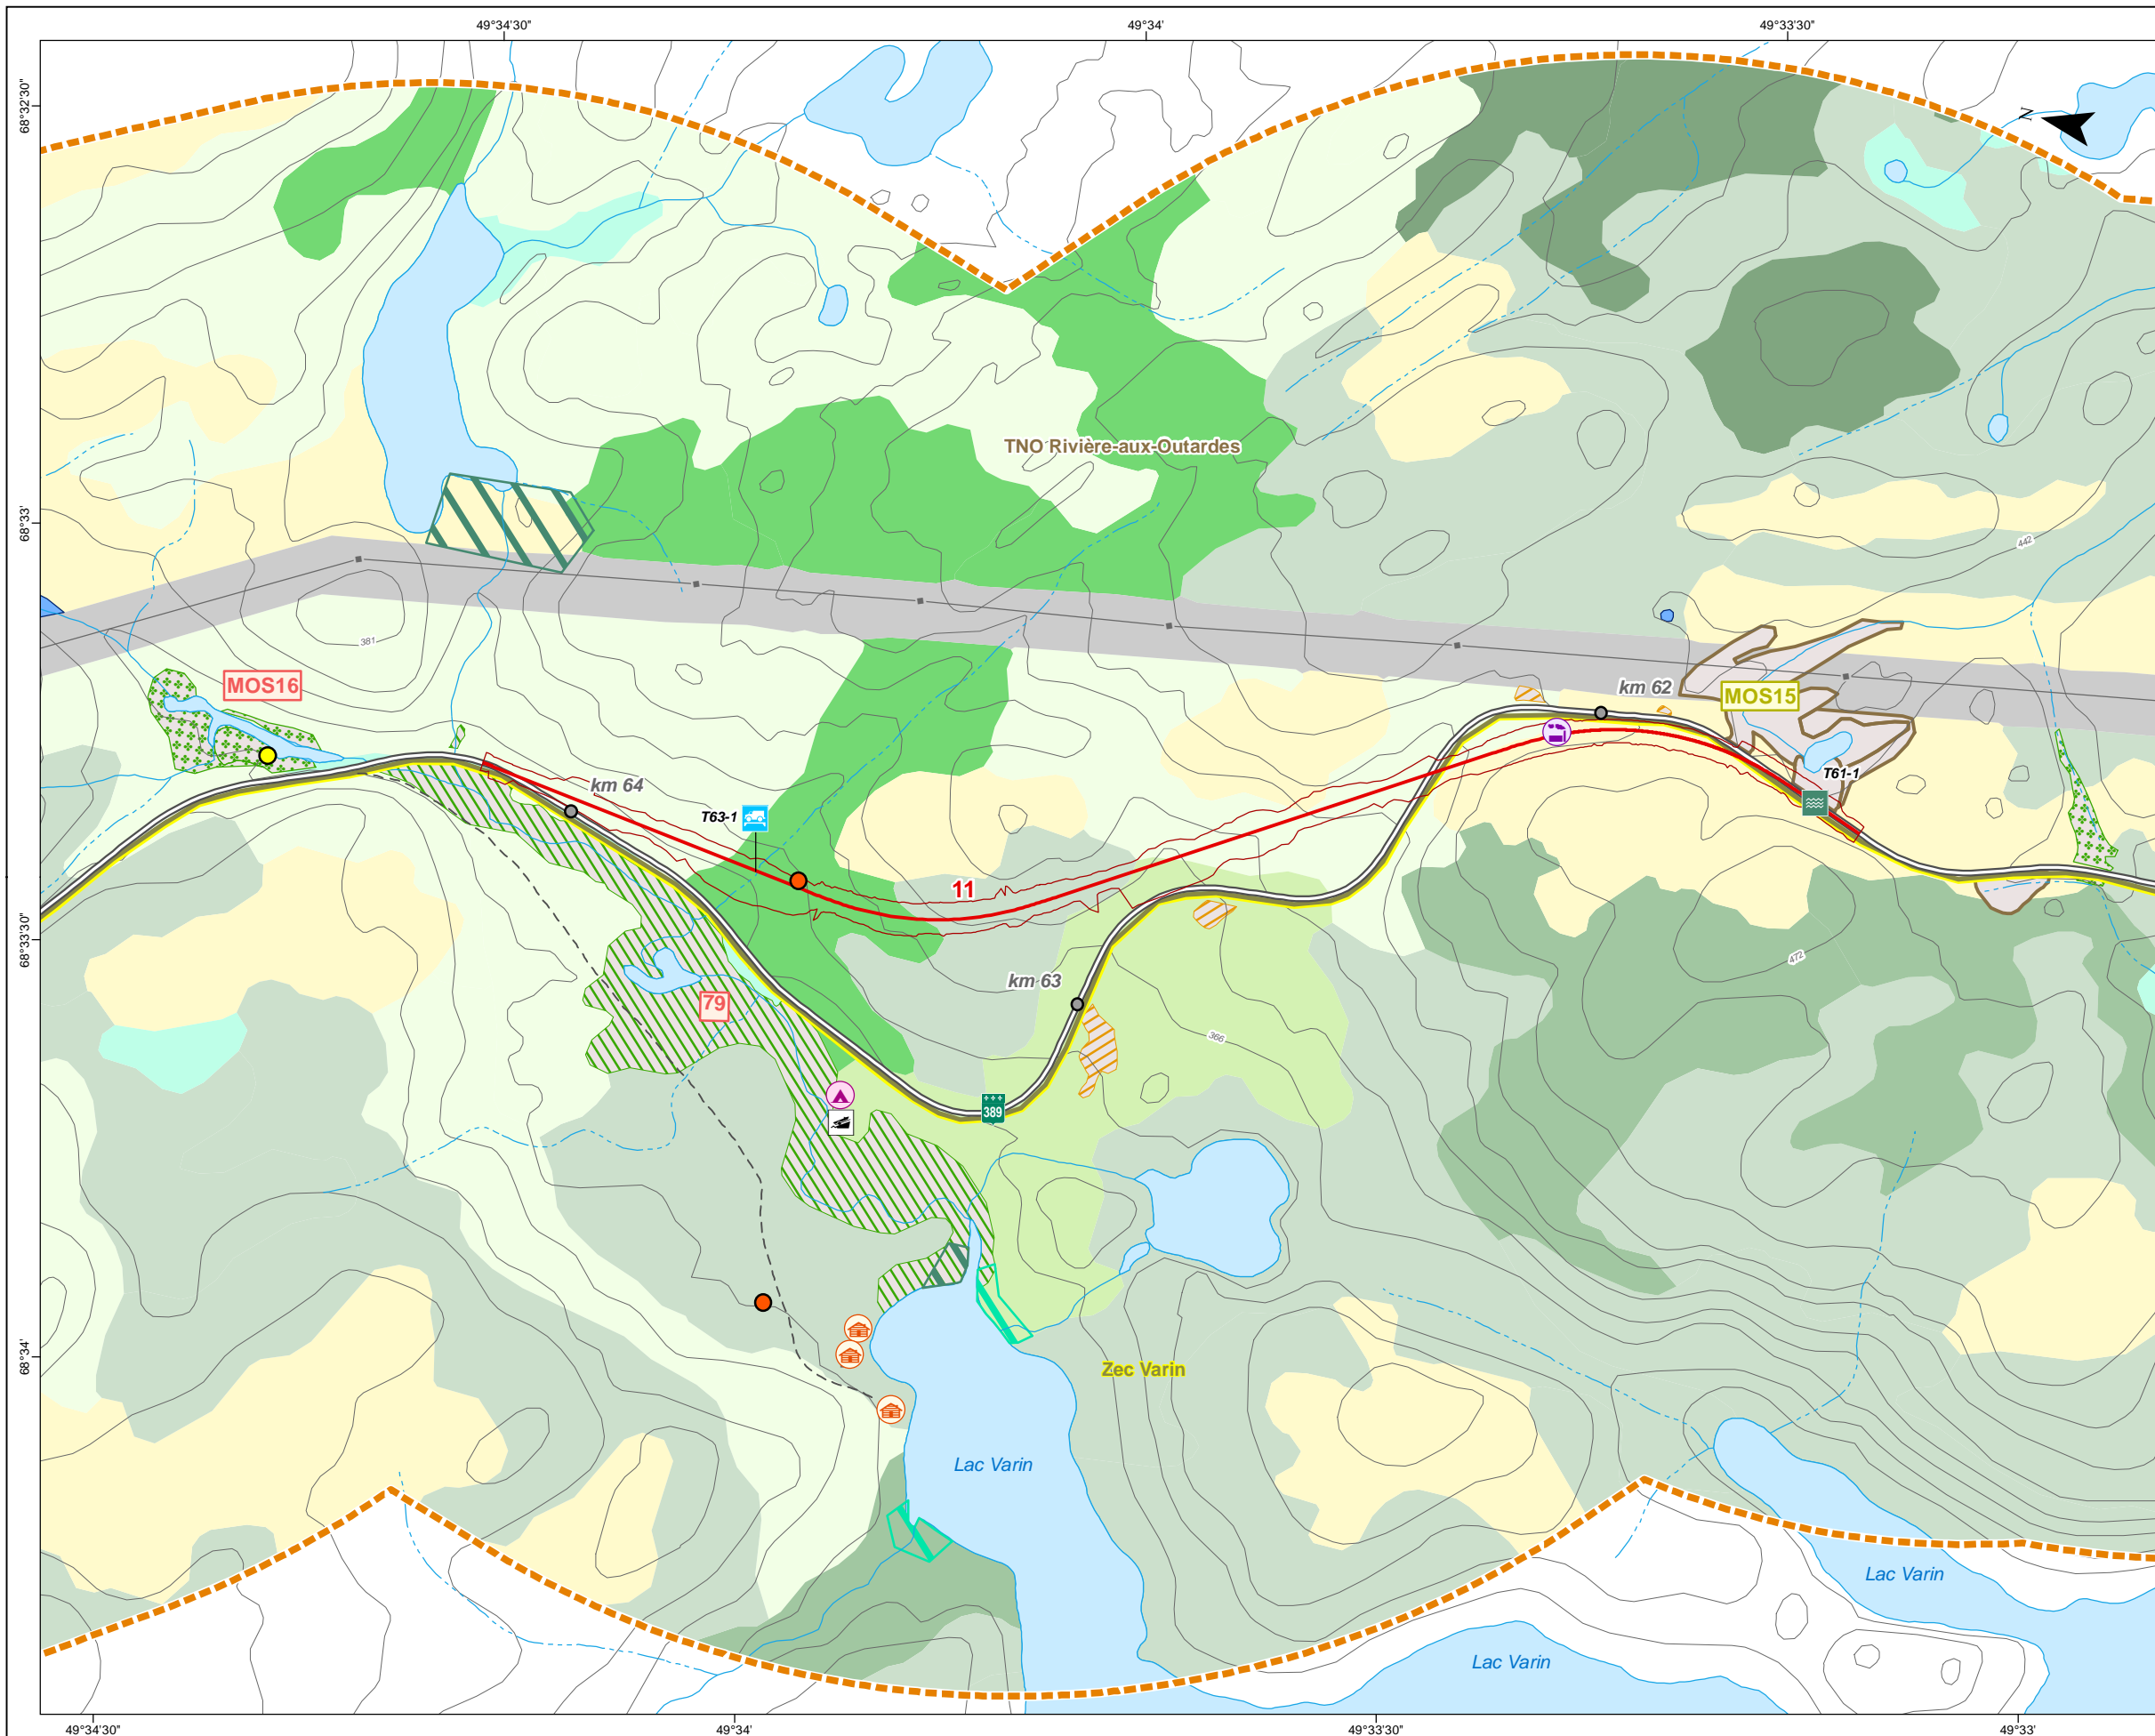 49°34'30"
49°34'
49°33'30"
68°32'30"
N
TNO Rivière-aux-Outardes
68°33'
442
381
MOS16
km 62
MOS15
km 64
T61-1
T63-1
11
68°33'30"
472
km 63
79
366
389
68°34'
Zec Varin
Lac Varin
Lac Varin
Lac Varin
49°34'30"
49°34'
49°33'30"
49°33'